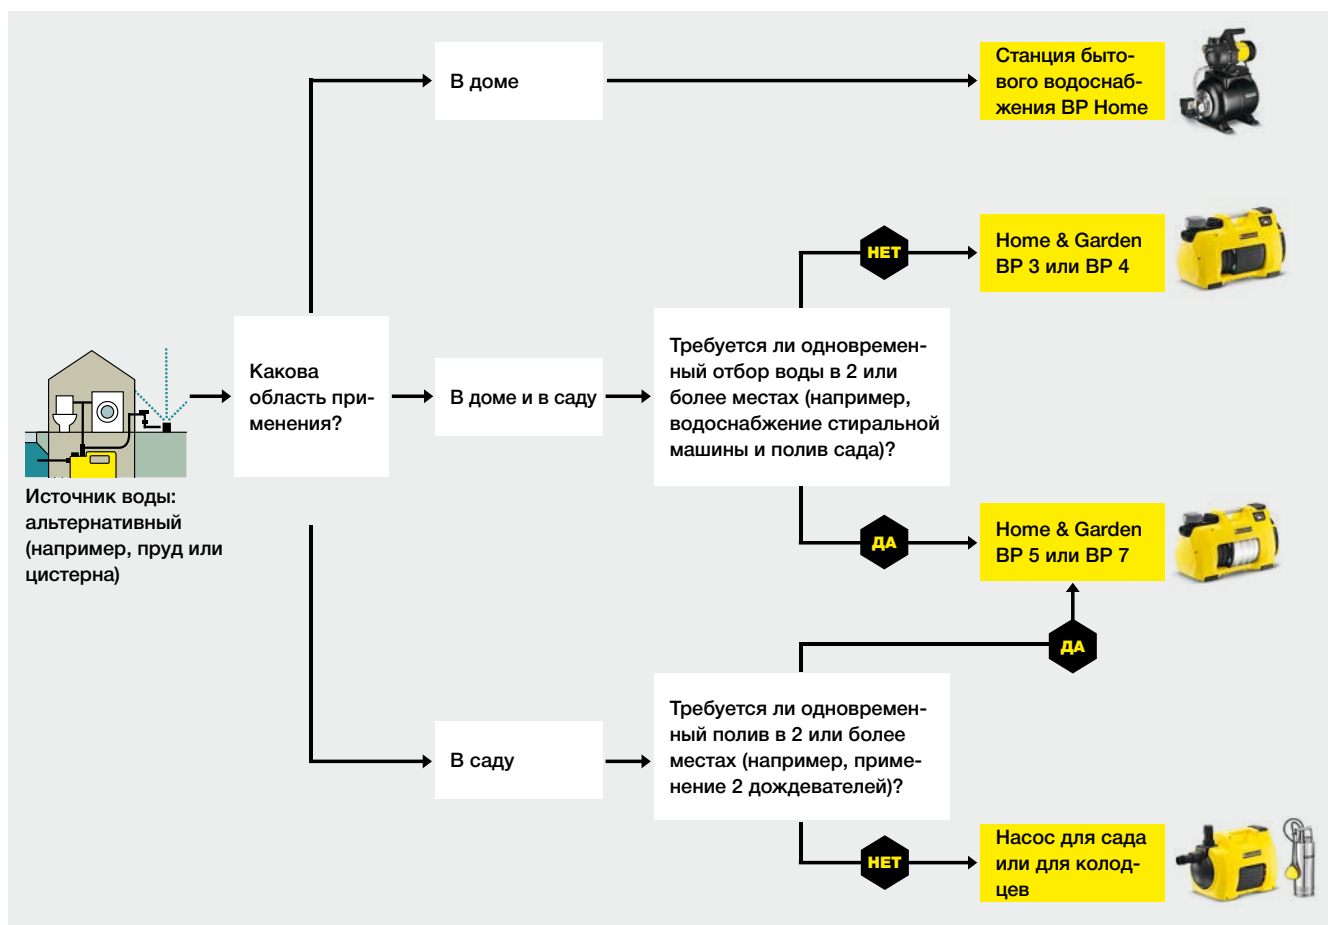 В доме
Станция быто-
вого водоснаб-
жения BP Home
НЕТ
Home & Garden
BP 3 или BP 4
Источник воды:
альтернативный
(например, пруд или
цистерна)
Какова
область при-
менения?
В доме и в саду
Требуется ли одновремен-
ный отбор воды в 2 или
более местах (например,
водоснабжение стиральной
машины и полив сада)?
ДА
Home & Garden
BP 5 или BP 7
ДА
В саду
Требуется ли одновремен-
ный полив в 2 или более
местах (например, приме-
нение 2 дождевателей)?
НЕТ
Насос для сада
или для колод-
цев